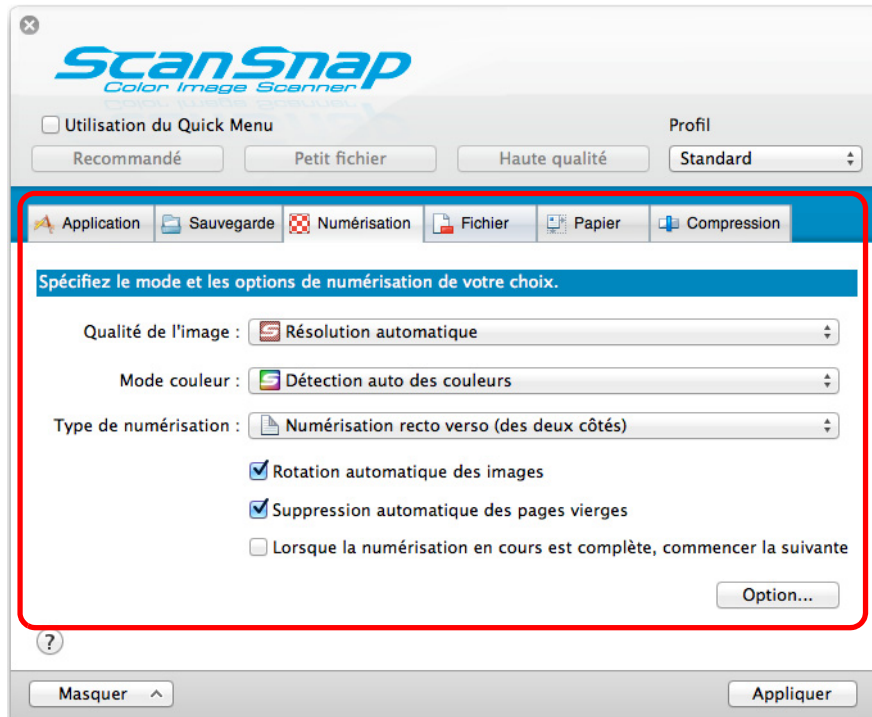 ScanSnap
Color Image Scanner
Utilisation du Quick Menu
Profil
Recommandé
Petit fichier
Haute qualité
Standard
Application
Sauvegarde
Numérisation
Fichier
Papier
Compression
Spécifiez le mode et les options de numérisation de votre choix.
Qualité de l'image : Résolution automatique
Mode couleur : Détection auto des couleurs
Type de numérisation : Numérisation recto verso (des deux côtés)
Rotation automatique des images
Suppression automatique des pages vierges
Lorsque la numérisation en cours est complète, commencer la suivante
Option...
?
Masquer
Appliquer